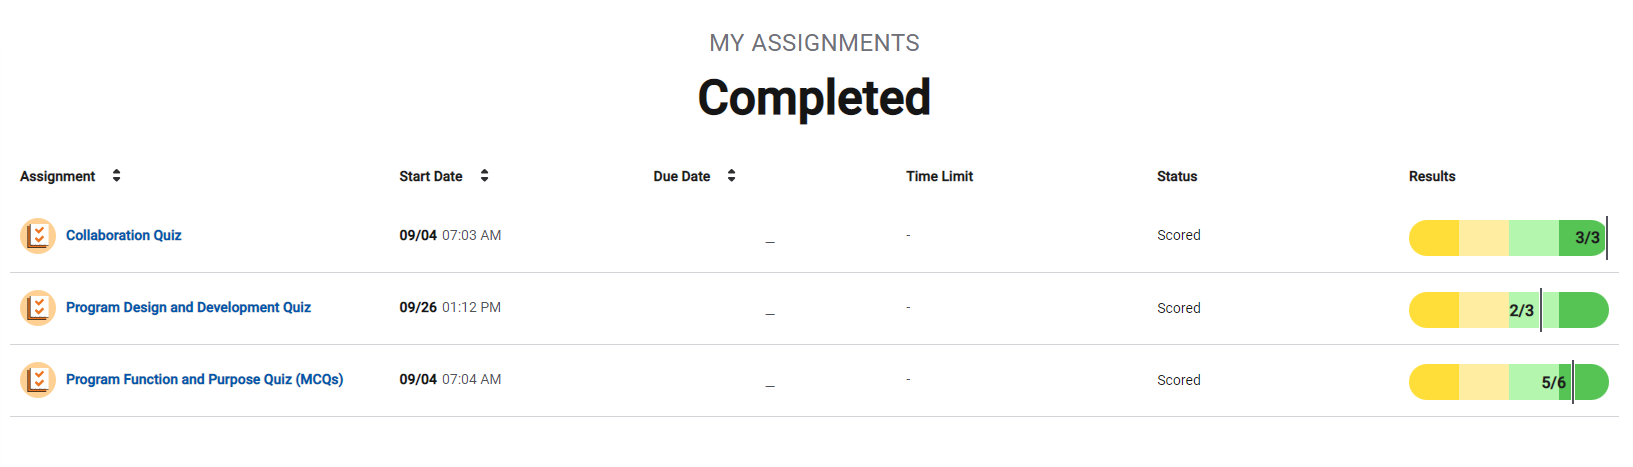 MY ASSIGNMENTS
Completed
Assignment Start Date Due Date Time Limit Status Results
Collaboration Quiz 09/04 07:03 AM _ - Scored 3/3
Program Design and Development Quiz 09/26 01:12 PM _ - Scored 2/3
Program Function and Purpose Quiz (MCQs) 09/04 07:04 AM _ - Scored 5/6